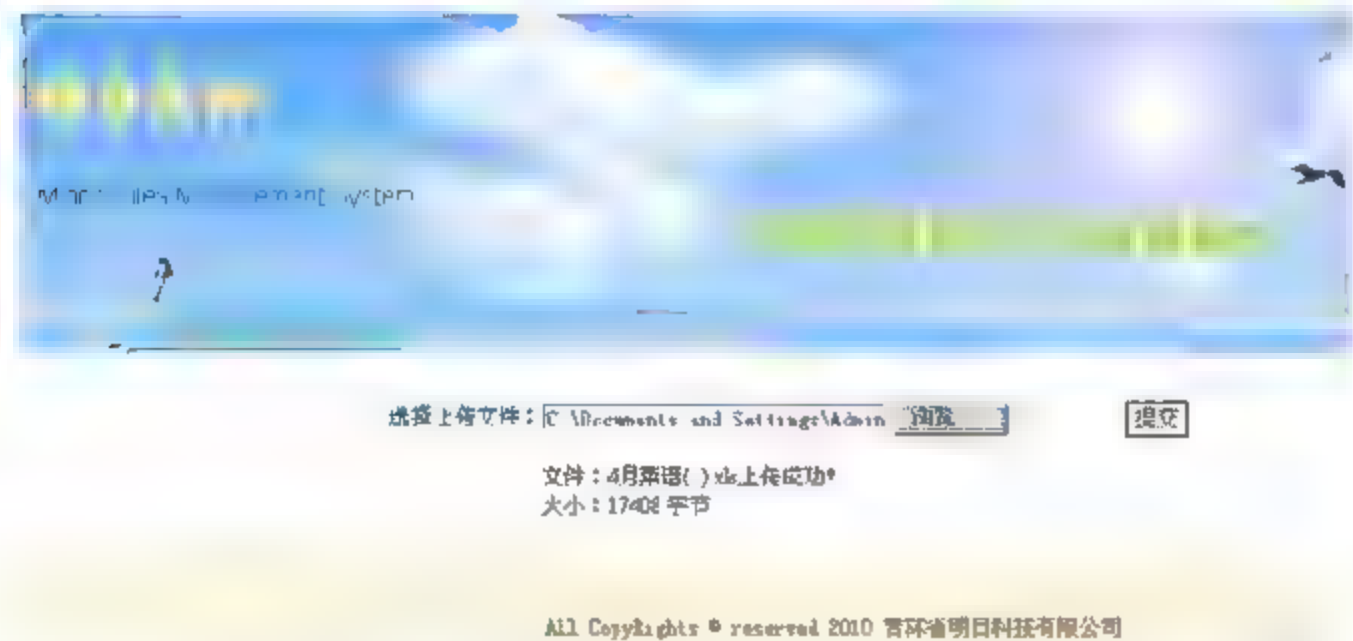 选择上传文件：C:\Documents and Settings\Admin 浏览 提交
文件：4月英语( ).xls上传成功！
大小：17408 字节
All CopyRights © reserved 2010 吉林省明日科技有限公司